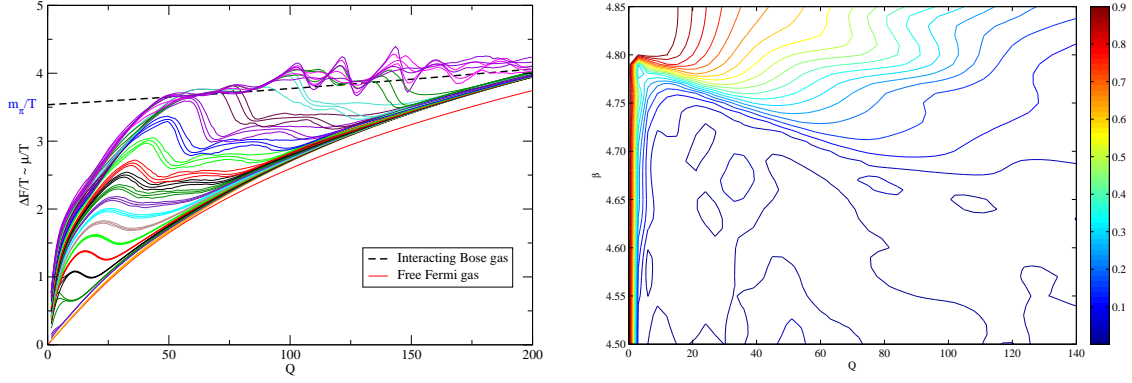 5
4
m_π/T
3
2
1
0
ΔF/T ~ μ/T
0 50 100 150 200
Q
Interacting Bose gas
Free Fermi gas
4.85
4.80
4.75
4.70
4.65
4.60
4.55
4.50
β
0 20 40 60 80 100 120 140
Q
0.9
0.8
0.7
0.6
0.5
0.4
0.3
0.2
0.1
0